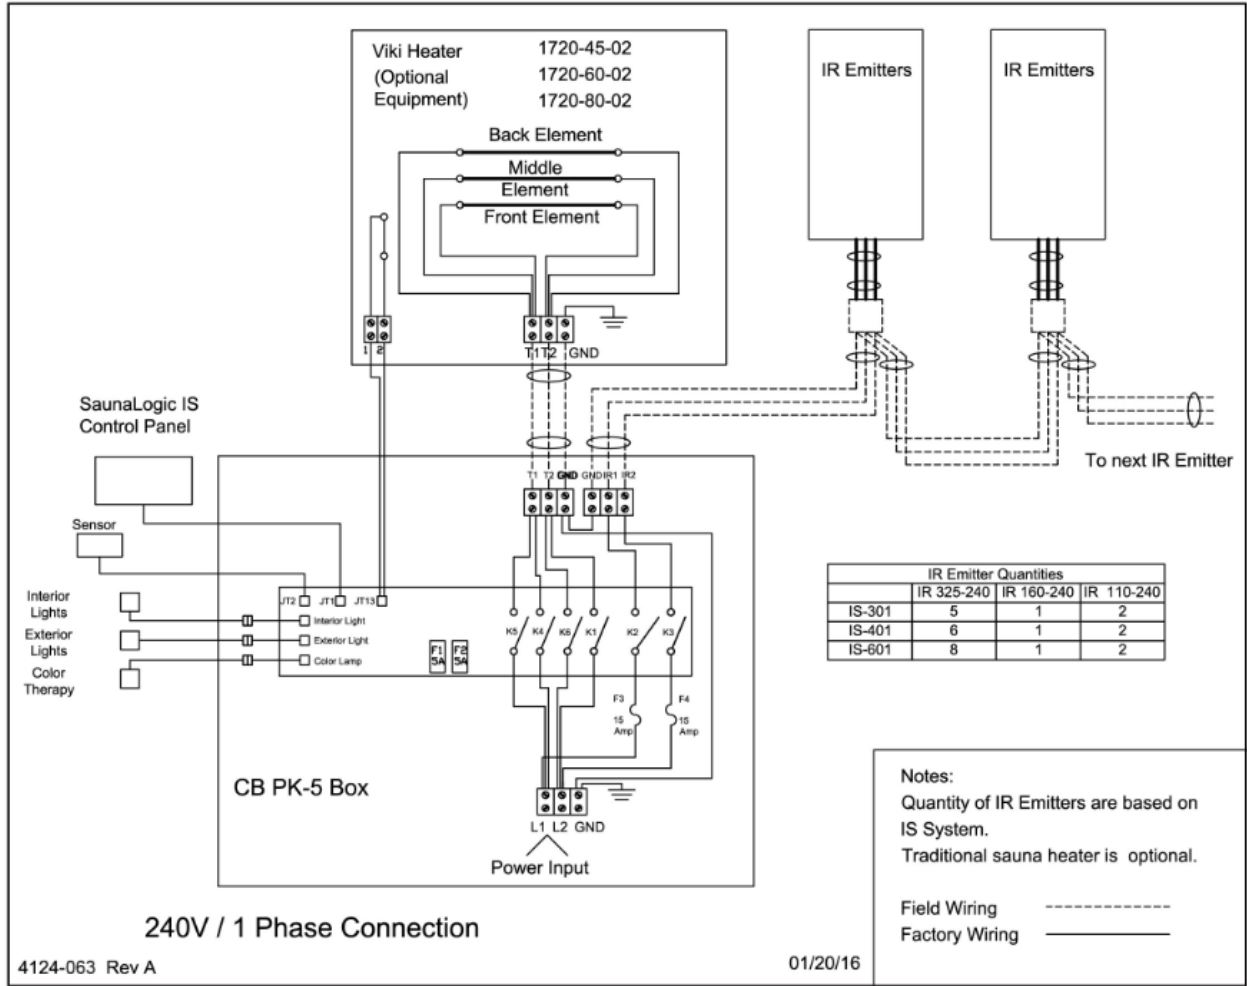 Viki Heater 1720-45-02
(Optional 1720-60-02
Equipment) 1720-80-02
Back Element
Middle
Element
Front Element
1 2
T1 T2 GND
IR Emitters
IR Emitters
To next IR Emitter
SaunaLogic IS
Control Panel
Sensor
Interior
Lights
Exterior
Lights
Color
Therapy
T1 T2 GND GND IR1 IR2
JT2 JT1 JT13
Interior Light
Exterior Light
Color Lamp
F1
5A
F2
5A
K5 K4 K6 K1 K2 K3
F3
15
Amp
F4
15
Amp
CB PK-5 Box
L1 L2 GND
Power Input
IR Emitter Quantities
IR 325-240 IR 160-240 IR 110-240
IS-301 5 1 2
IS-401 6 1 2
IS-601 8 1 2
Notes:
Quantity of IR Emitters are based on
IS System.
Traditional sauna heater is optional.
Field Wiring
Factory Wiring
240V / 1 Phase Connection
4124-063 Rev A
01/20/16